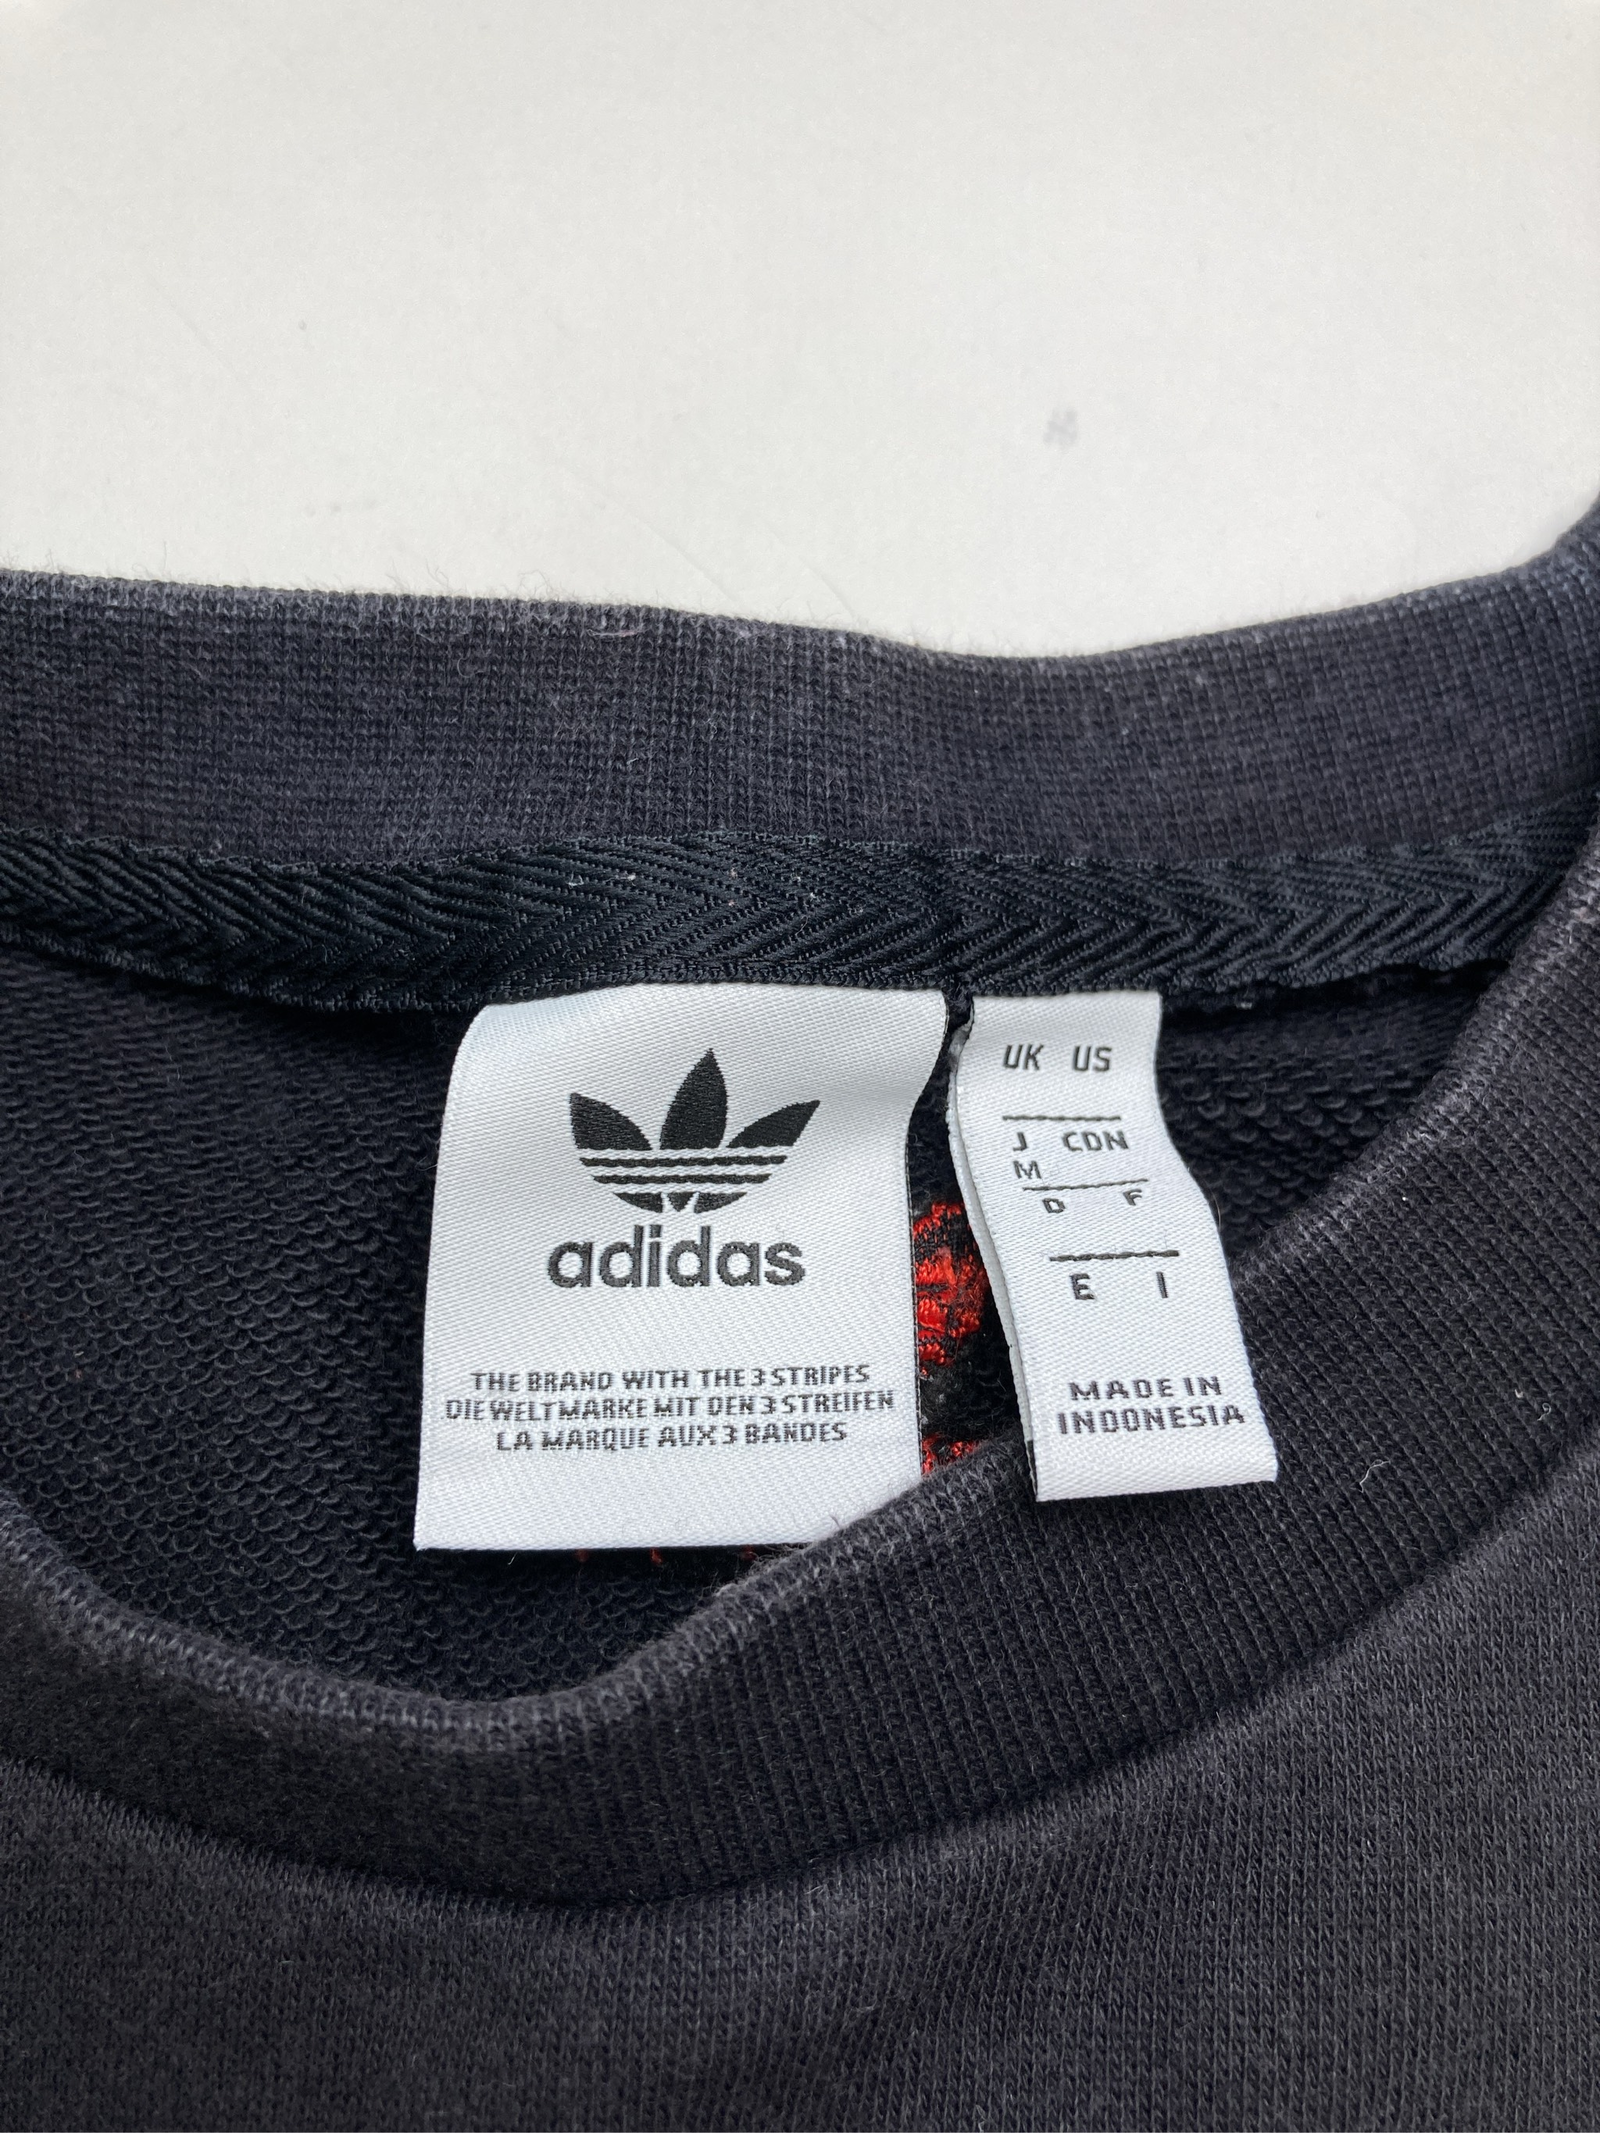 adidas
THE BRAND WITH THE 3 STRIPES
DIE WELTMARKE MIT DEN 3 STREIFEN
LA MARQUE AUX 3 BANDES
UK US
J CDN
M
D F
E I
MADE IN
INDONESIA